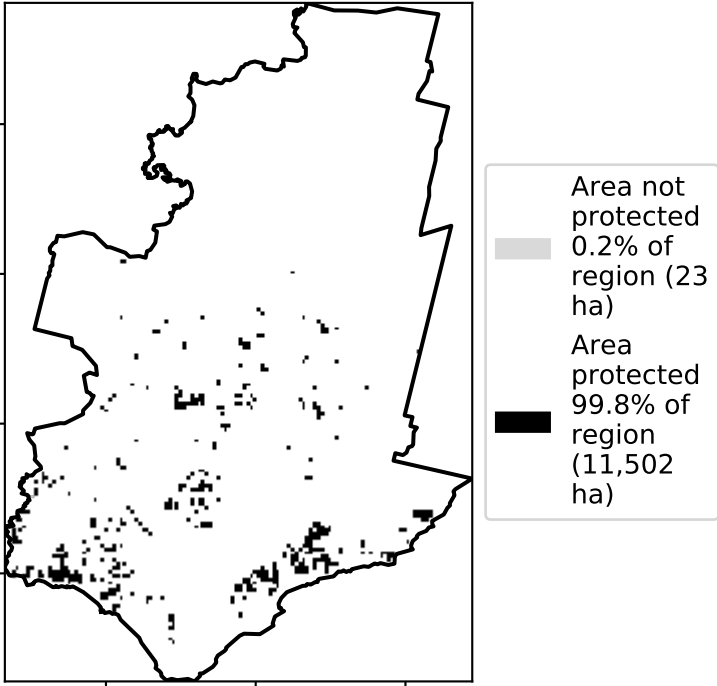 Area not
protected
0.2% of
region (23
ha)
Area
protected
99.8% of
region
(11,502
ha)